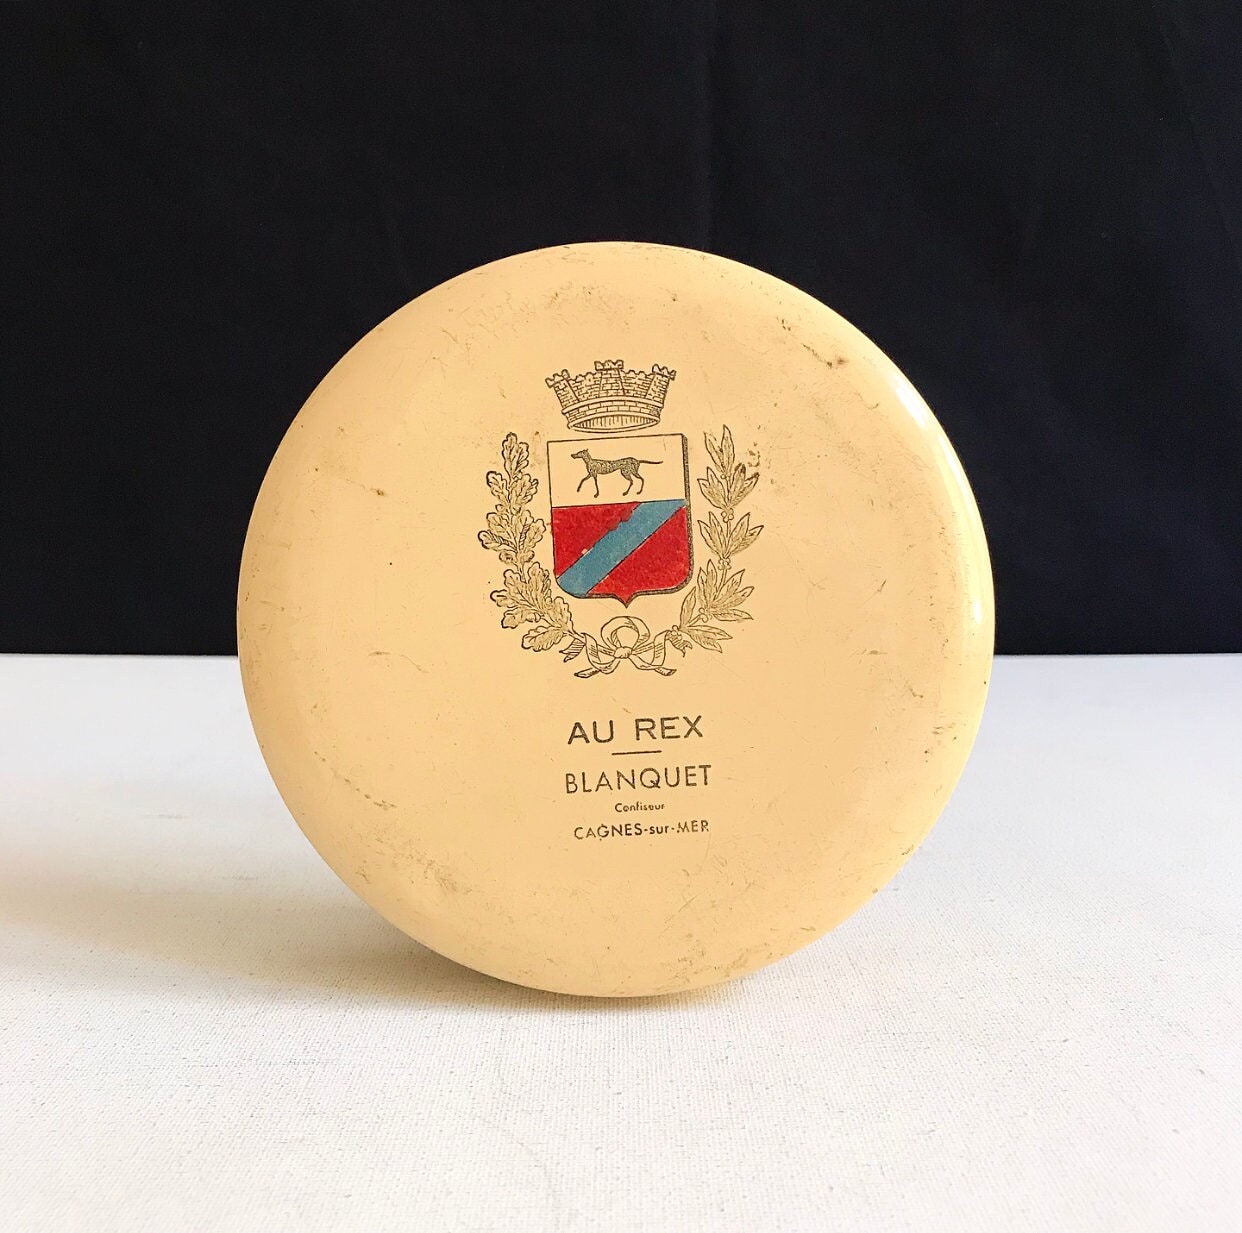 AU REX
BLANQUET
Confiseur
CAGNES-sur-MER